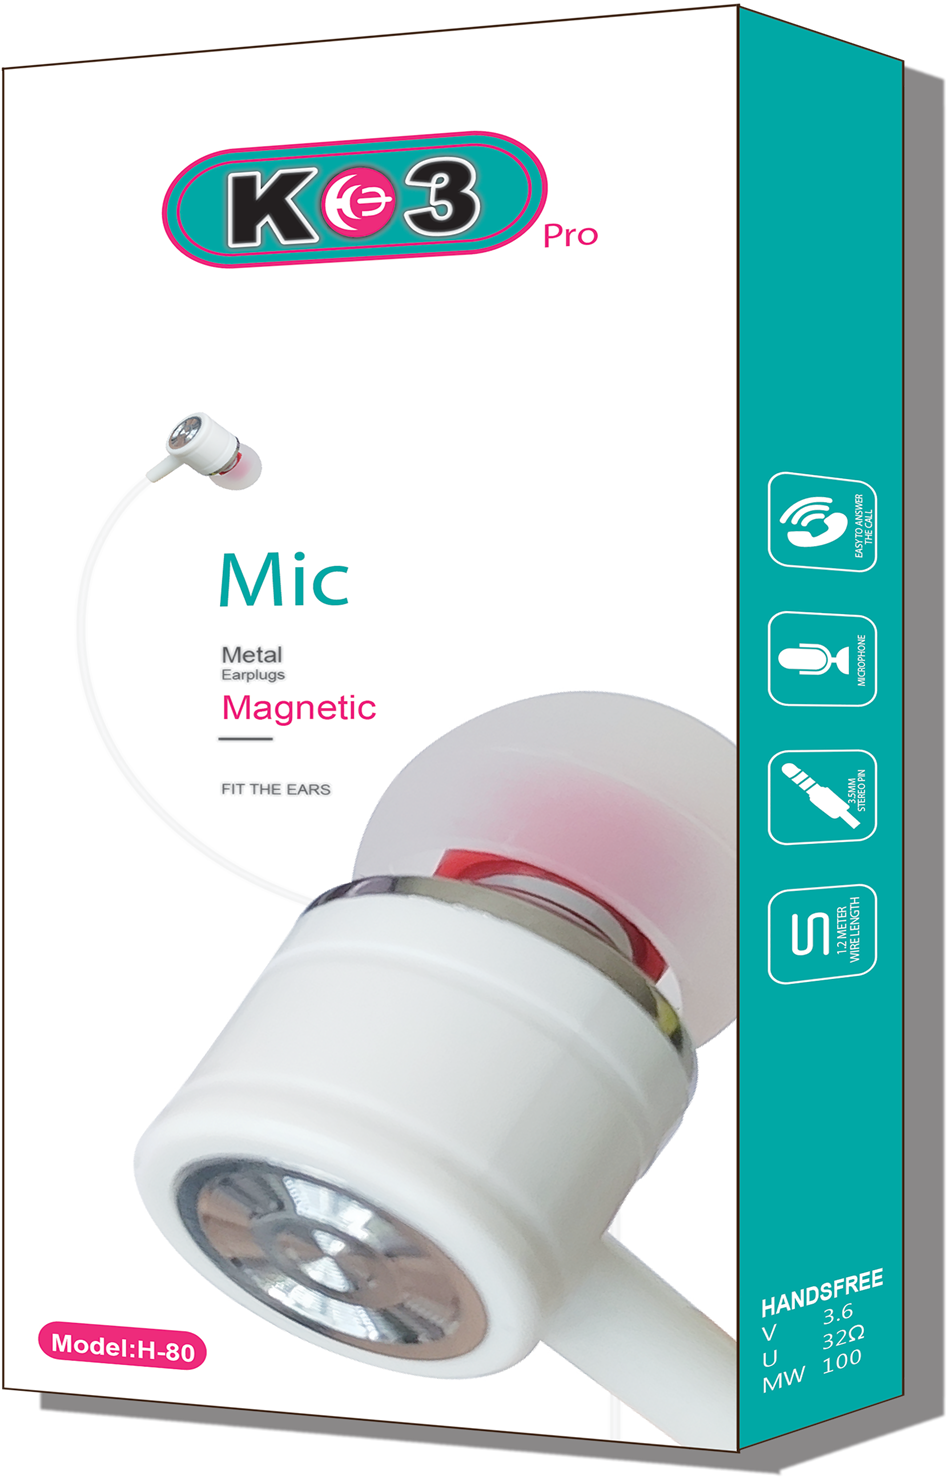 K 3
Pro
Mic
Metal
Earplugs
Magnetic
FIT THE EARS
Model:H-80
EASY TO ANSWER
THE CALL
MICROPHONE
3.5MM
STEREO PIN
1.2 METER
WIRE LENGTH
HANDSFREE
V 3.6
U 32Ω
MW 100